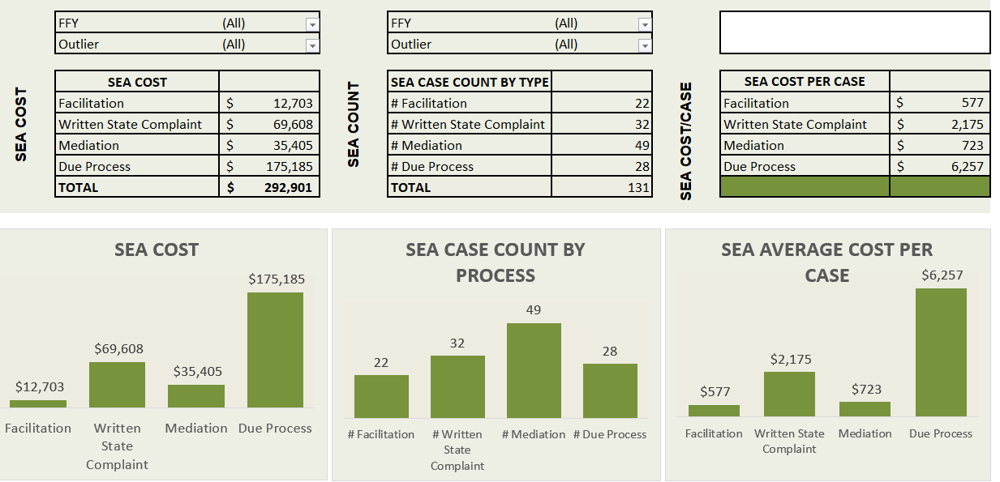 FFY (All)
Outlier (All)
SEA COST
SEA COST
Facilitation $ 12,703
Written State Complaint $ 69,608
Mediation $ 35,405
Due Process $ 175,185
TOTAL $ 292,901
FFY (All)
Outlier (All)
SEA COUNT
SEA CASE COUNT BY TYPE
# Facilitation 22
# Written State Complaint 32
# Mediation 49
# Due Process 28
TOTAL 131
SEA COST/CASE
SEA COST PER CASE
Facilitation $ 577
Written State Complaint $ 2,175
Mediation $ 723
Due Process $ 6,257
SEA COST
$12,703
$69,608
$35,405
$175,185
Facilitation
Written
State
Complaint
Mediation
Due Process
SEA CASE COUNT BY
PROCESS
22
32
49
28
# Facilitation
# Written
State
Complaint
# Mediation
# Due Process
SEA AVERAGE COST PER
CASE
$577
$2,175
$723
$6,257
Facilitation
Written State
Complaint
Mediation
Due Process